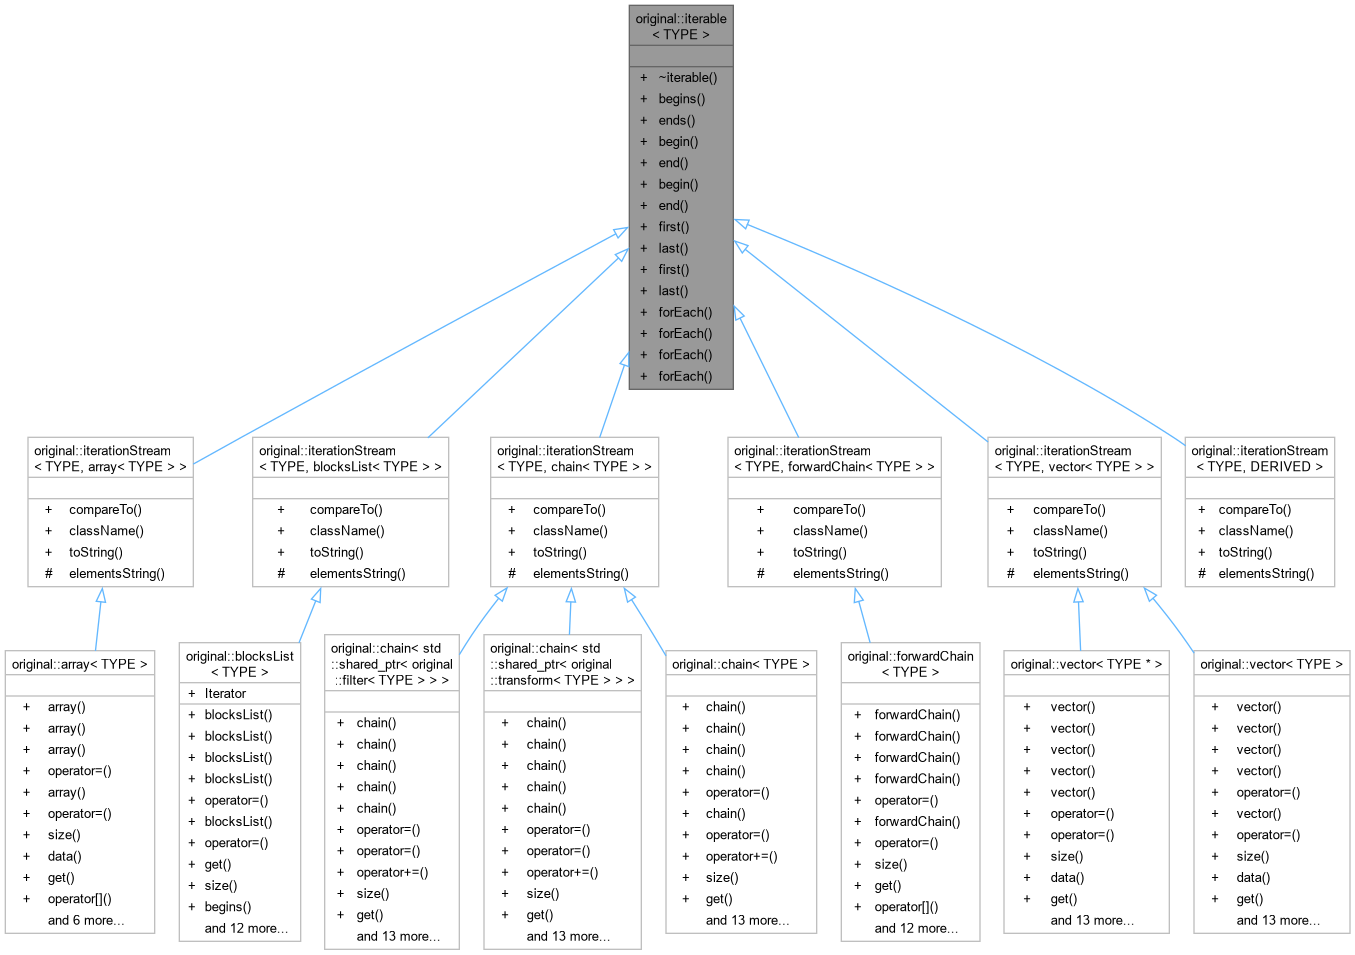 original::iterable
< TYPE >
+ ~iterable()
+ begins()
+ ends()
+ begin()
+ end()
+ begin()
+ end()
+ first()
+ last()
+ first()
+ last()
+ forEach()
+ forEach()
+ forEach()
+ forEach()
original::iterationStream
< TYPE, array< TYPE > >
+ compareTo()
+ className()
+ toString()
# elementsString()
original::iterationStream
< TYPE, blocksList< TYPE > >
+ compareTo()
+ className()
+ toString()
# elementsString()
original::iterationStream
< TYPE, chain< TYPE > >
+ compareTo()
+ className()
+ toString()
# elementsString()
original::iterationStream
< TYPE, forwardChain< TYPE > >
+ compareTo()
+ className()
+ toString()
# elementsString()
original::iterationStream
< TYPE, vector< TYPE > >
+ compareTo()
+ className()
+ toString()
# elementsString()
original::iterationStream
< TYPE, DERIVED >
+ compareTo()
+ className()
+ toString()
# elementsString()
original::array< TYPE >
+ array()
+ array()
+ array()
+ operator=()
+ array()
+ operator=()
+ size()
+ data()
+ get()
+ operator[]()
and 6 more...
original::blocksList
< TYPE >
+ Iterator
+ blocksList()
+ blocksList()
+ blocksList()
+ blocksList()
+ operator=()
+ blocksList()
+ operator=()
+ get()
+ size()
+ begins()
and 12 more...
original::chain< std
::shared_ptr< original
::filter< TYPE > > >
+ chain()
+ chain()
+ chain()
+ chain()
+ chain()
+ operator=()
+ operator=()
+ operator+=()
+ size()
+ get()
and 13 more...
original::chain< std
::shared_ptr< original
::transform< TYPE > > >
+ chain()
+ chain()
+ chain()
+ chain()
+ chain()
+ operator=()
+ operator=()
+ operator+=()
+ size()
+ get()
and 13 more...
original::chain< TYPE >
+ chain()
+ chain()
+ chain()
+ chain()
+ operator=()
+ chain()
+ operator=()
+ operator+=()
+ size()
+ get()
and 13 more...
original::forwardChain
< TYPE >
+ forwardChain()
+ forwardChain()
+ forwardChain()
+ forwardChain()
+ operator=()
+ forwardChain()
+ operator=()
+ size()
+ get()
+ operator[]()
and 12 more...
original::vector< TYPE * >
+ vector()
+ vector()
+ vector()
+ vector()
+ vector()
+ operator=()
+ operator=()
+ size()
+ data()
+ get()
and 13 more...
original::vector< TYPE >
+ vector()
+ vector()
+ vector()
+ vector()
+ operator=()
+ vector()
+ operator=()
+ size()
+ data()
+ get()
and 13 more...